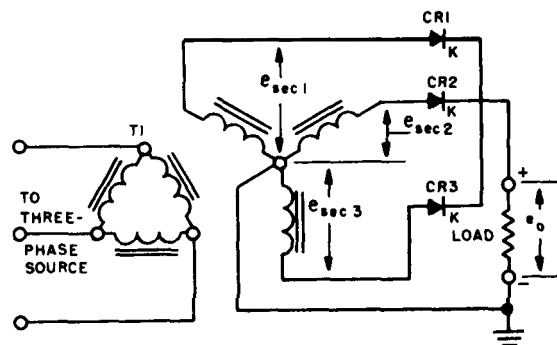 CR1
K
e sec 1
CR2
K
e sec 2
T1
CR3
K
e sec 3
TO THREE-
PHASE
SOURCE
LOAD
+
e o
-